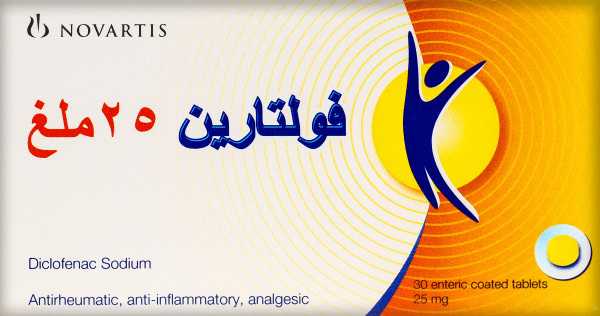 NOVARTIS
فولتارين ٢٥ ملغ
Diclofenac Sodium
Antirheumatic, anti-inflammatory, analgesic
30 enteric coated tablets
25 mg